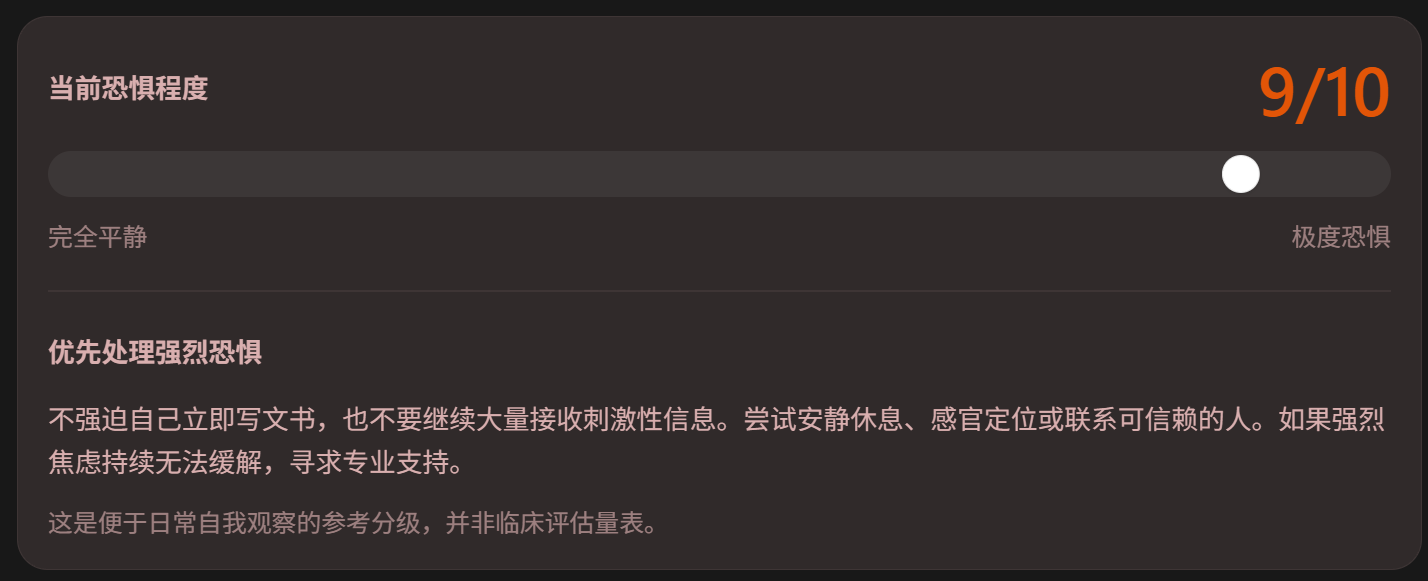 当前恐惧程度
9/10
完全平静
极度恐惧
优先处理强烈恐惧
不强迫自己立即写文书，也不要继续大量接收刺激性信息。尝试安静休息、感官定位或联系可信赖的人。如果强烈
焦虑持续无法缓解，寻求专业支持。
这是便于日常自我观察的参考分级，并非临床评估量表。